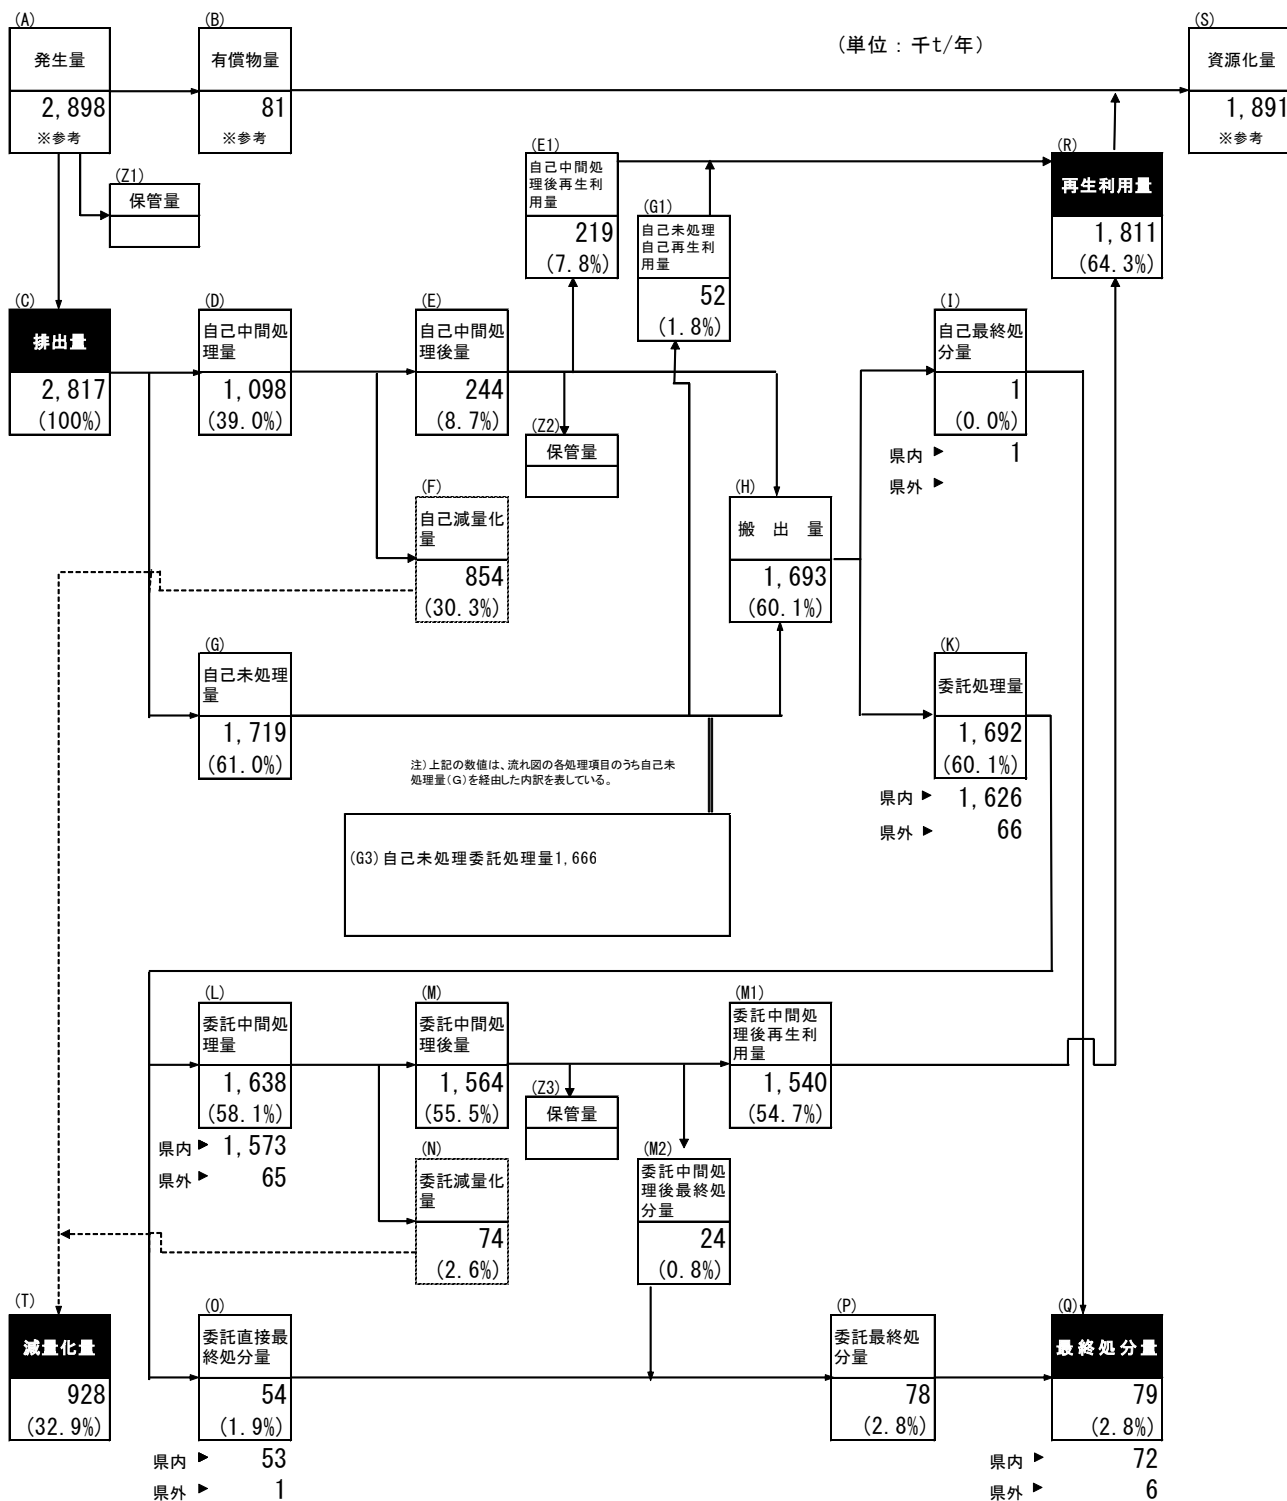 (A)
発生量
2,898
※参考
(B)
有償物量
81
※参考
(単位：千t/年)
(S)
資源化量
1,891
※参考
(Z1)
保管量
(E1)
自己中間処
理後再生利
用量
219
(7.8%)
(G1)
自己未処理
自己再生利
用量
52
(1.8%)
(R)
再生利用量
1,811
(64.3%)
(C)
排出量
2,817
(100%)
(D)
自己中間処
理量
1,098
(39.0%)
(E)
自己中間処
理後量
244
(8.7%)
(Z2)
保管量
(I)
自己最終処
分量
1
(0.0%)
県内 ▶ 1
県外 ▶
(F)
自己減量化
量
854
(30.3%)
(H)
搬 出 量
1,693
(60.1%)
(G)
自己未処理
量
1,719
(61.0%)
(K)
委託処理量
1,692
(60.1%)
県内 ▶ 1,626
県外 ▶ 66
注）上記の数値は、流れ図の各処理項目のうち自己未
処理量（G）を経由した内訳を表している。
(G3)自己未処理委託処理量1,666
(L)
委託中間処
理量
1,638
(58.1%)
県内 ▶ 1,573
県外 ▶ 65
(M)
委託中間処
理後量
1,564
(55.5%)
(Z3)
保管量
(M1)
委託中間処
理後再生利
用量
1,540
(54.7%)
(N)
委託減量化
量
74
(2.6%)
(M2)
委託中間処
理後最終処
分量
24
(0.8%)
(T)
減量化量
928
(32.9%)
(O)
委託直接最
終処分量
54
(1.9%)
県内 ▶ 53
県外 ▶ 1
(P)
委託最終処
分量
78
(2.8%)
(Q)
最終処分量
79
(2.8%)
県内 ▶ 72
県外 ▶ 6